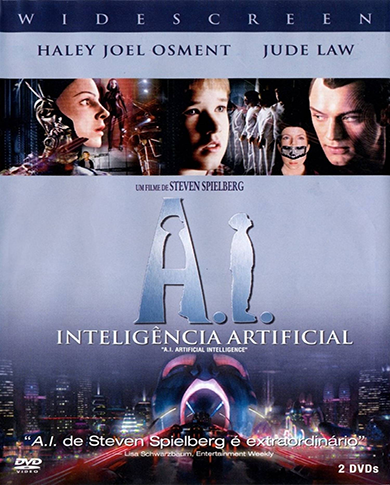 WIDESCREEN
HALEY JOEL OSMENT JUDE LAW
UM FILME DE STEVEN SPIELBERG
A.I.
INTELIGÊNCIA ARTIFICIAL
"A.I. ARTIFICIAL INTELLIGENCE"
"A.I. de Steven Spielberg é extraordinário"
Lisa Schwarzbaum, Entertainment Weekly
DVD
VIDEO
2 DVDs